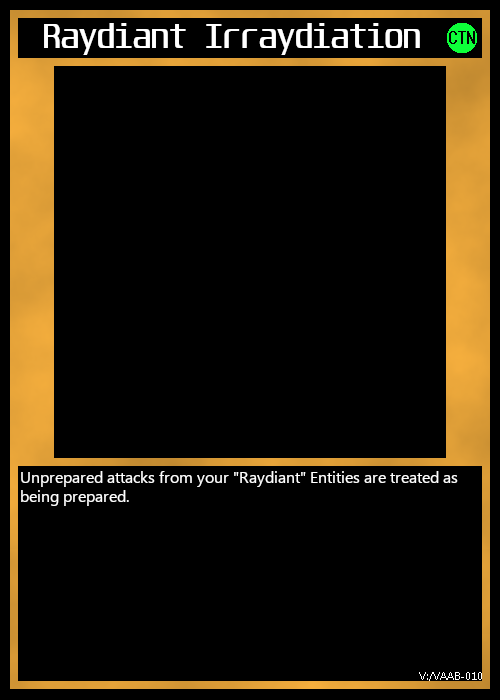 Raydiant Irraydiation
CTN
Unprepared attacks from your "Raydiant" Entities are treated as
being prepared.
V:/VAAB-010